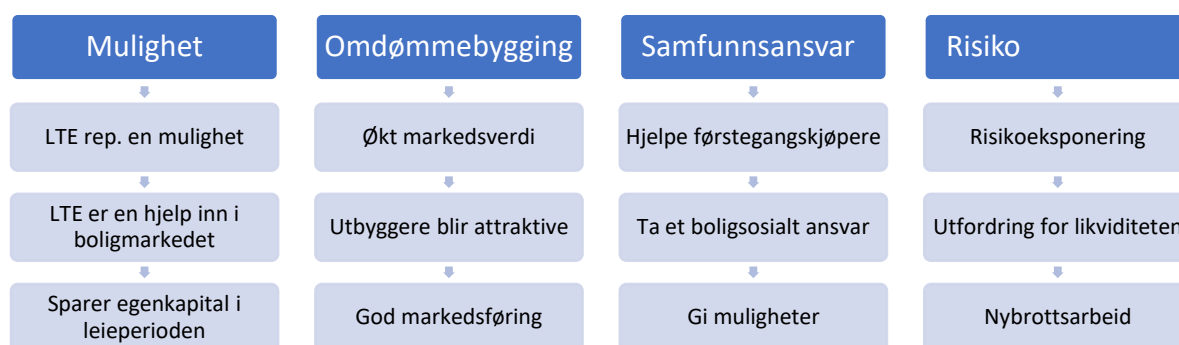 Mulighet
LTE rep. en mulighet
LTE er en hjelp inn i
boligmarkedet
Sparer egenkapital i
leieperioden
Omdømmebygging
Økt markedsverdi
Utbyggere blir attraktive
God markedsføring
Samfunnsansvar
Hjelpe førstegangskjøpere
Ta et boligsosialt ansvar
Gi muligheter
Risiko
Risikoeksponering
Utfordring for likviditeten
Nybrottsarbeid